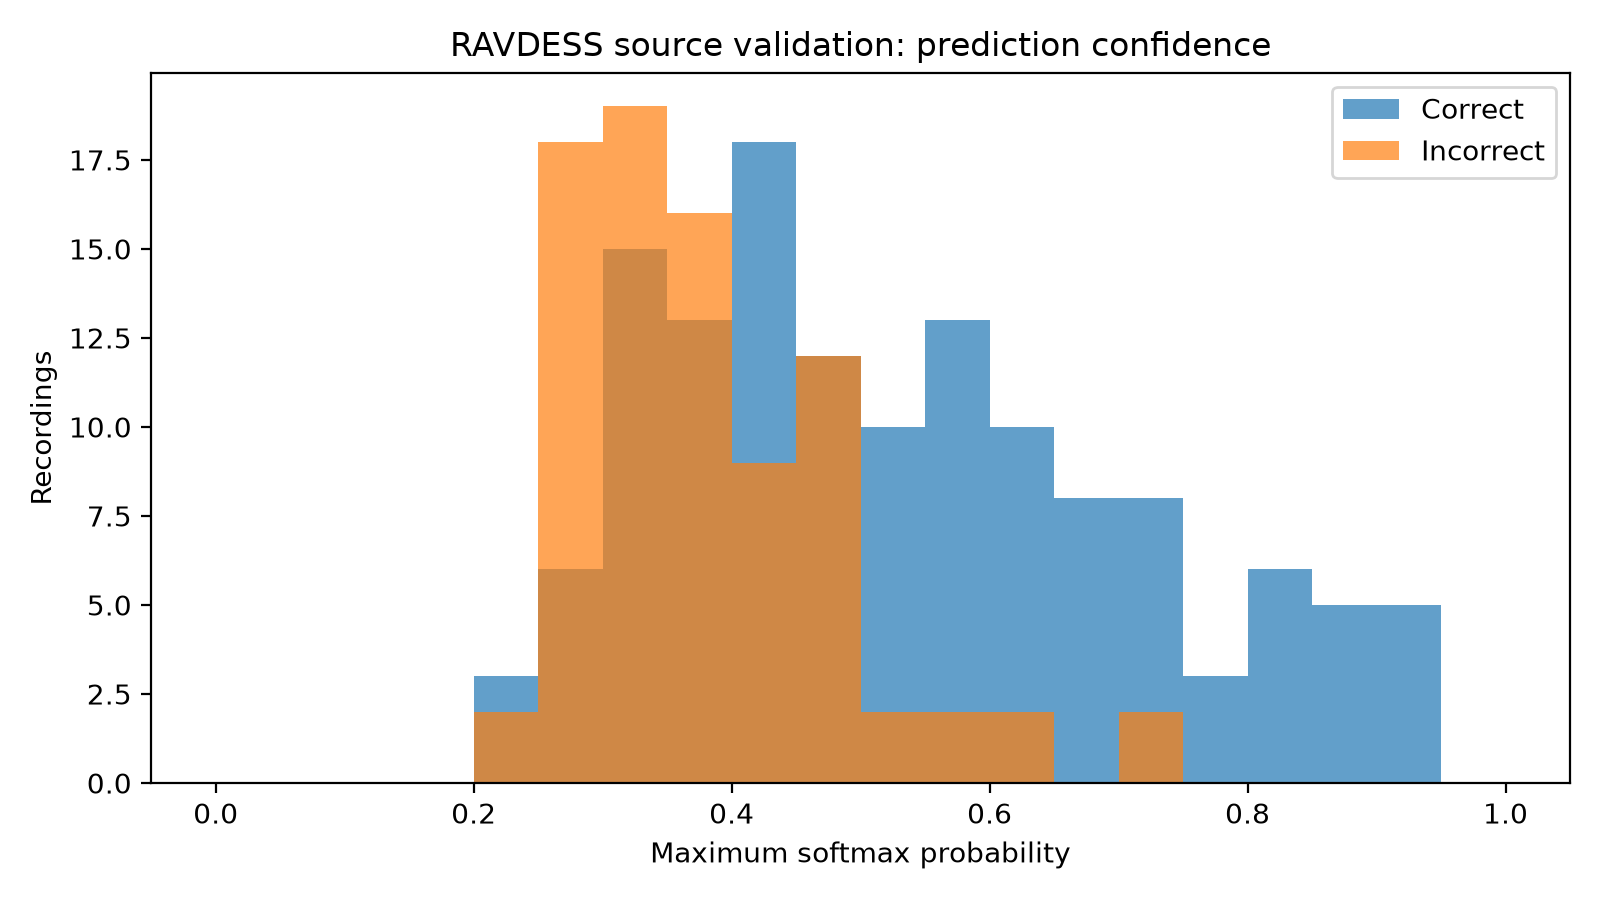 RAVDESS source validation: prediction confidence
Correct
Incorrect
17.5
15.0
12.5
10.0
7.5
5.0
2.5
0.0
Recordings
0.0 0.2 0.4 0.6 0.8 1.0
Maximum softmax probability